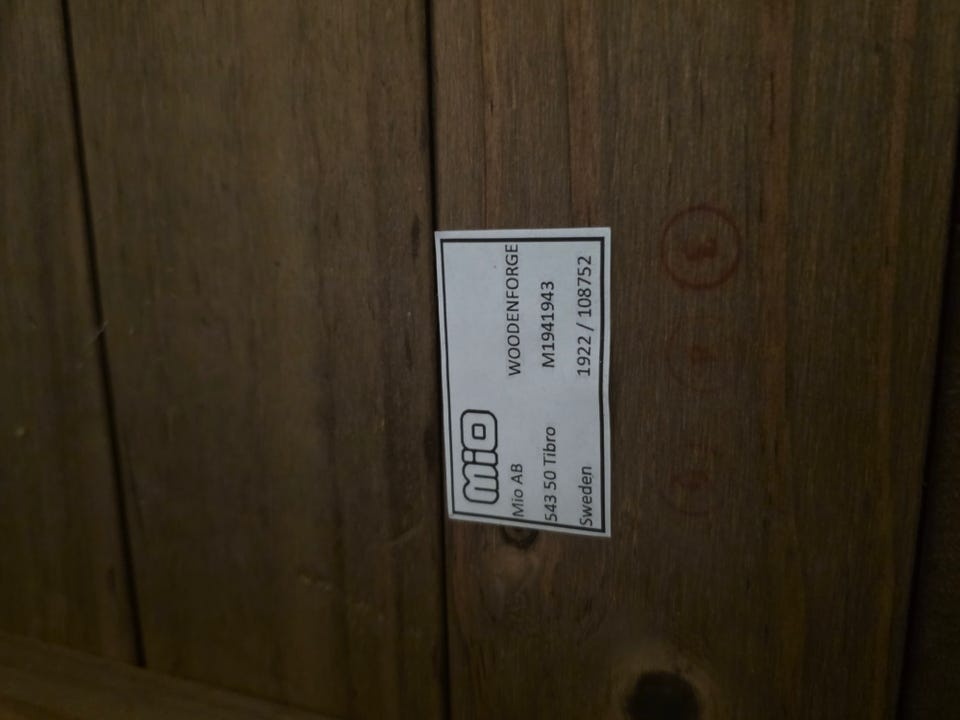 Mio
Mio AB WOODENFORGE
543 50 Tibro M1941943
Sweden 1922 / 108752